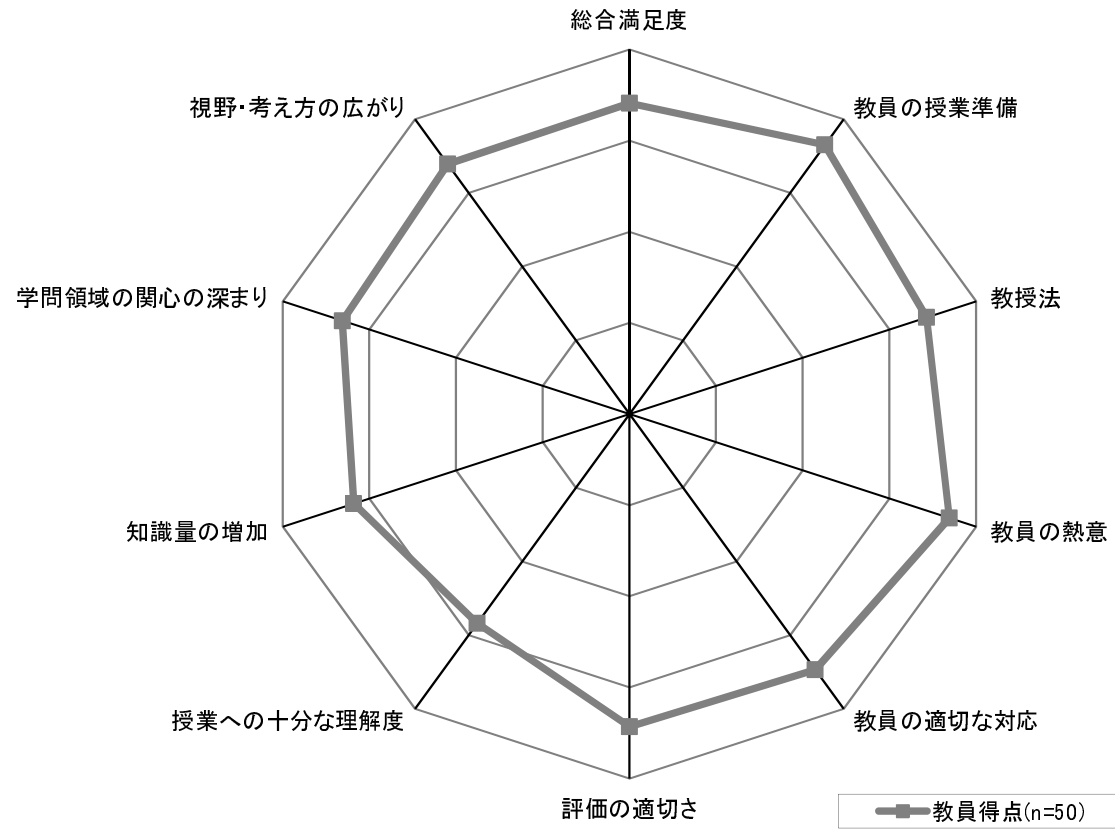 総合満足度
視野・考え方の広がり
教員の授業準備
学問領域の関心の深まり
教授法
知識量の増加
教員の熱意
授業への十分な理解度
教員の適切な対応
評価の適切さ
教員得点(n=50)